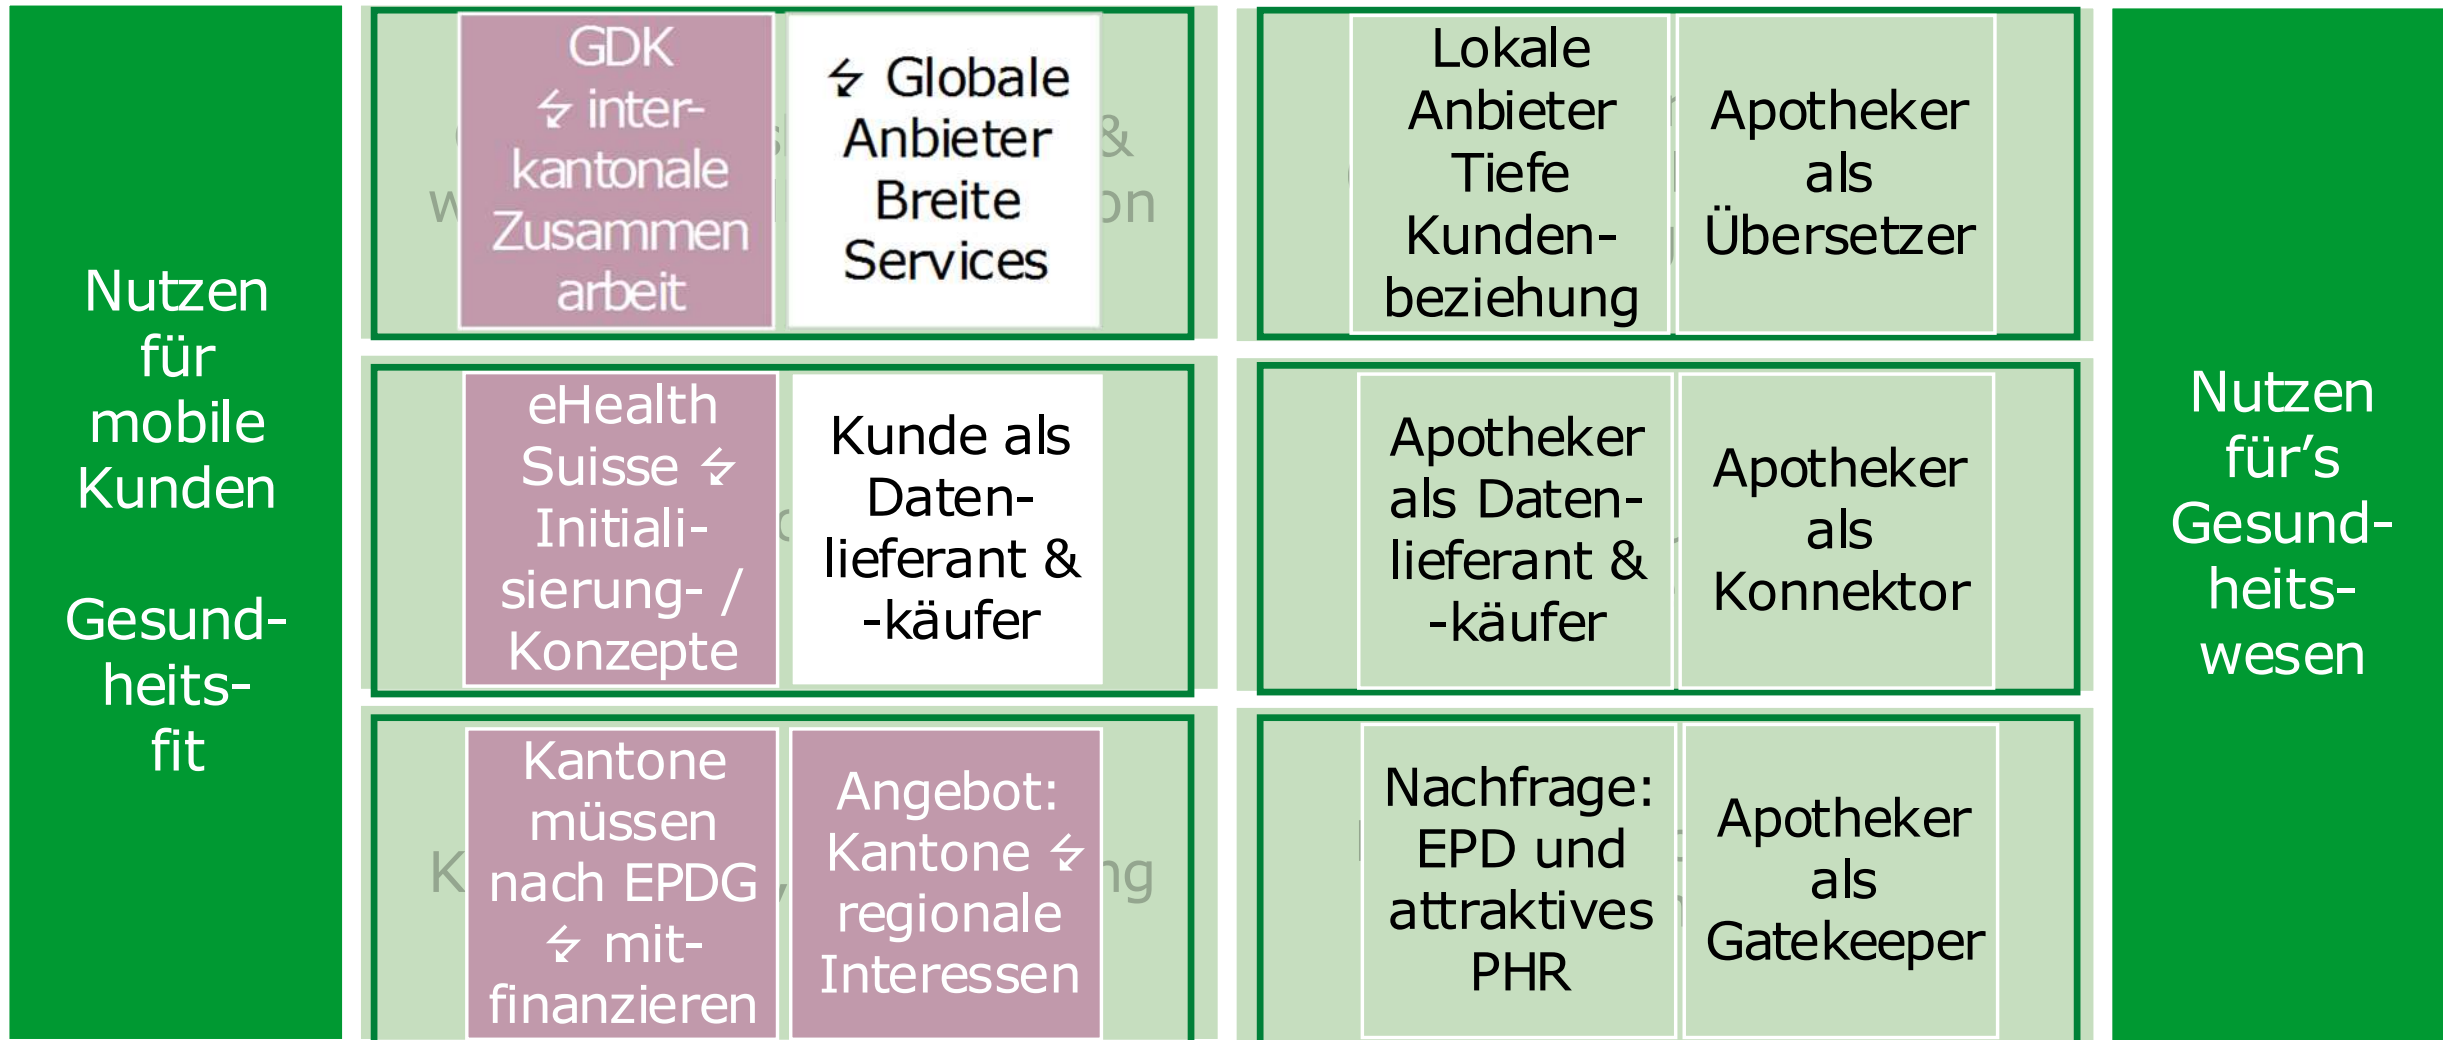 Nutzen
für
mobile
Kunden
Gesund-
heits-
fit
GDK
↯ inter-
kantonale
Zusammen
arbeit
↯ Globale
Anbieter
Breite
Services
Lokale
Anbieter
Tiefe
Kunden-
beziehung
Apotheker
als
Übersetzer
eHealth
Suisse ↯
Initiali-
sierung- /
Konzepte
Kunde als
Daten-
lieferant &
-käufer
Apotheker
als Daten-
lieferant &
-käufer
Apotheker
als
Konnektor
Kantone
müssen
nach EPDG
↯ mit-
finanzieren
Angebot:
Kantone ↯
regionale
Interessen
Nachfrage:
EPD und
attraktives
PHR
Apotheker
als
Gatekeeper
Nutzen
für’s
Gesund-
heits-
wesen